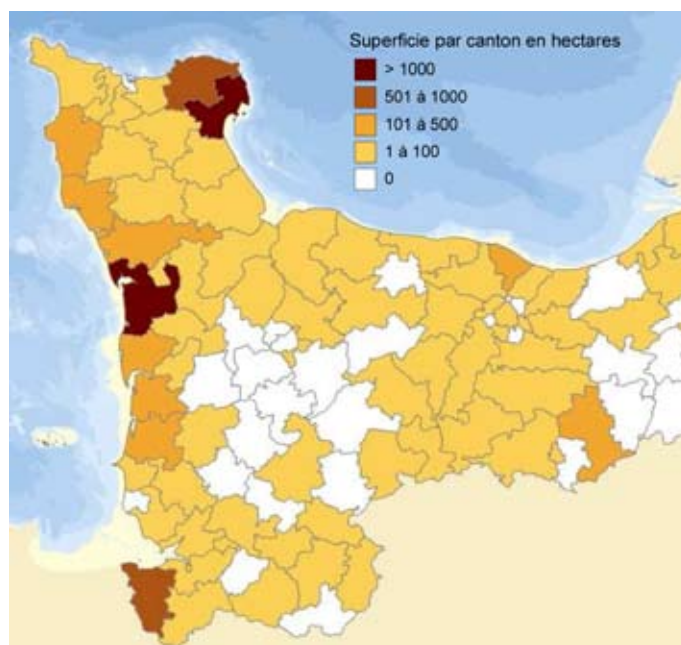 Superficie par canton en hectares
> 1000
501 à 1000
101 à 500
1 à 100
0